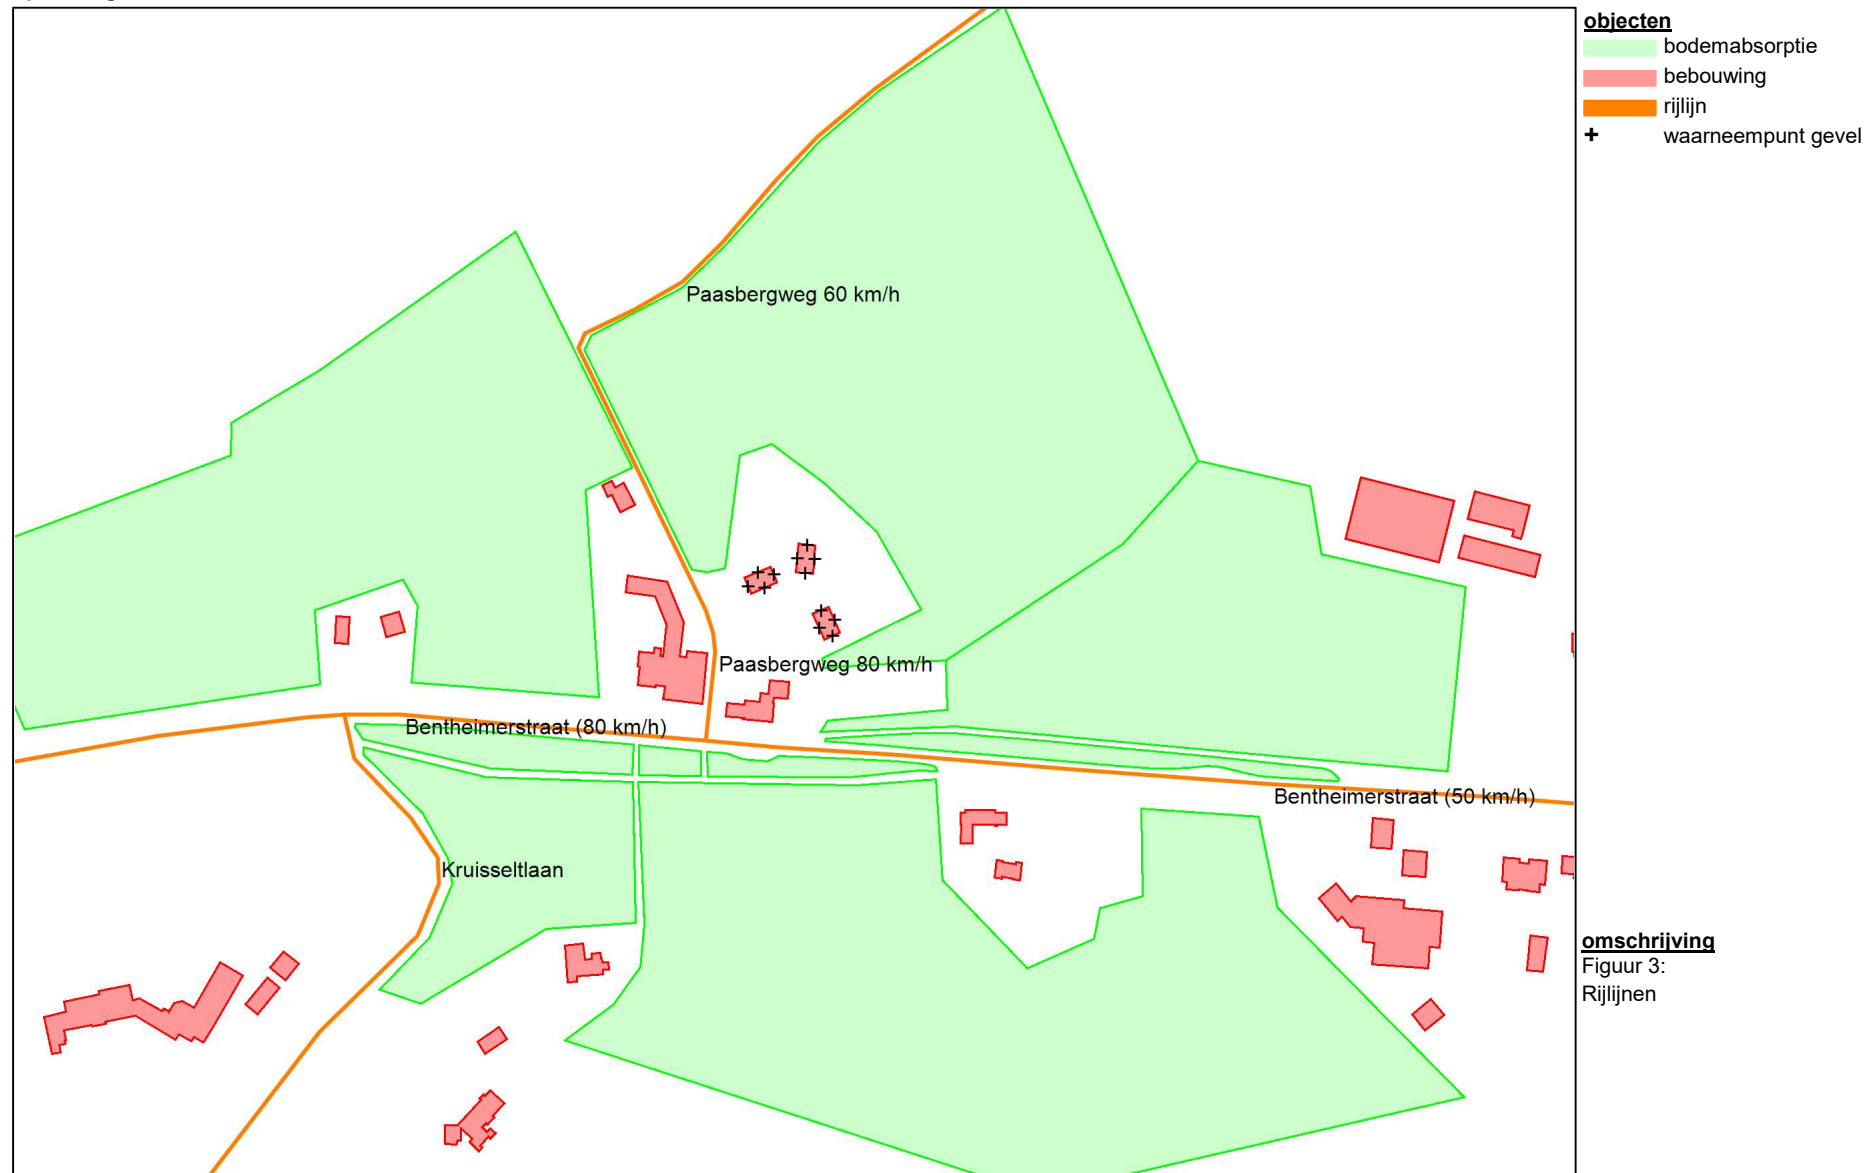 objecten
bodemabsorptie
bebouwing
rijlijn
waarneempunt gevel
Paasbergweg 60 km/h
Paasbergweg 80 km/h
Bentheimerstraat (80 km/h)
Bentheimerstraat (50 km/h)
Kruisseltlaan
omschrijving
Figuur 3:
Rijlijnen